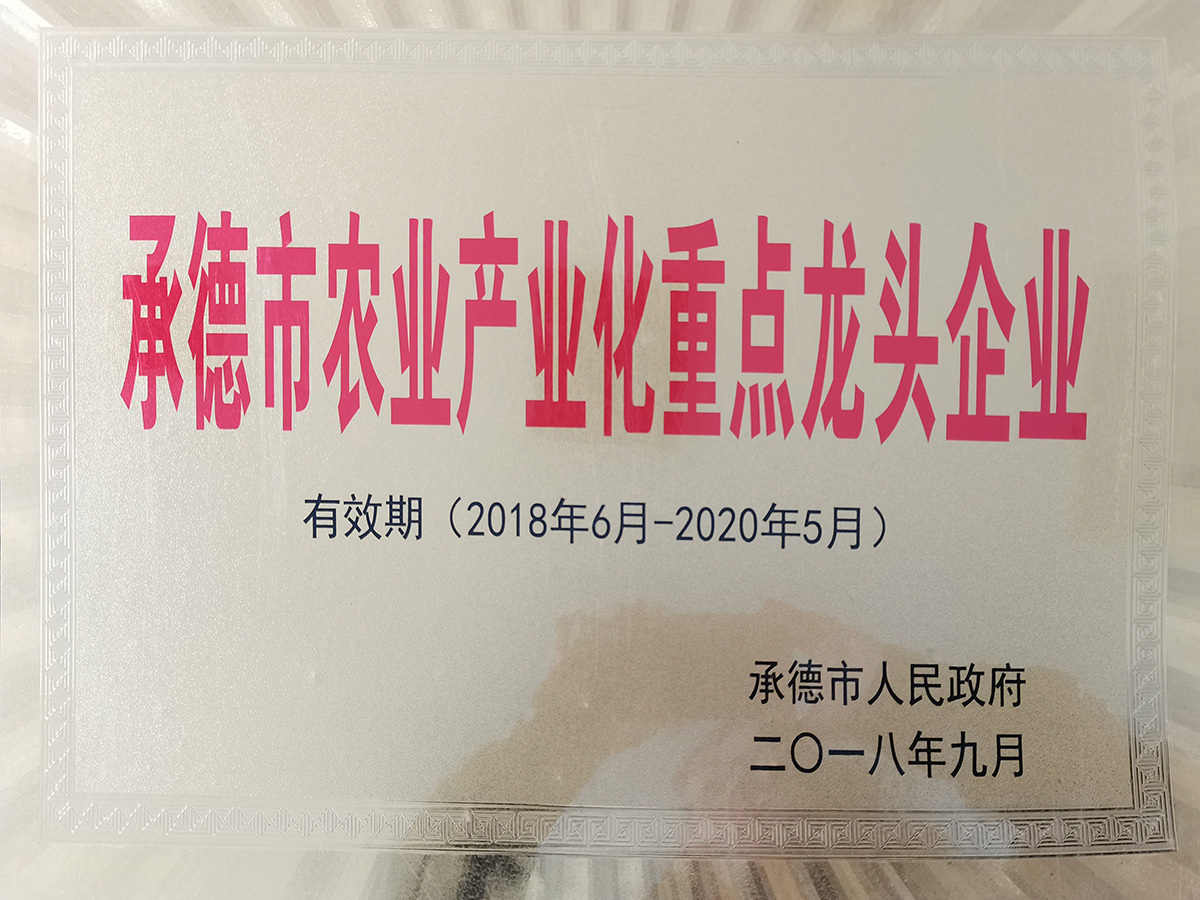 承德市农业产业化重点龙头企业
有效期（2018年6月-2020年5月）
承德市人民政府
二〇一八年九月